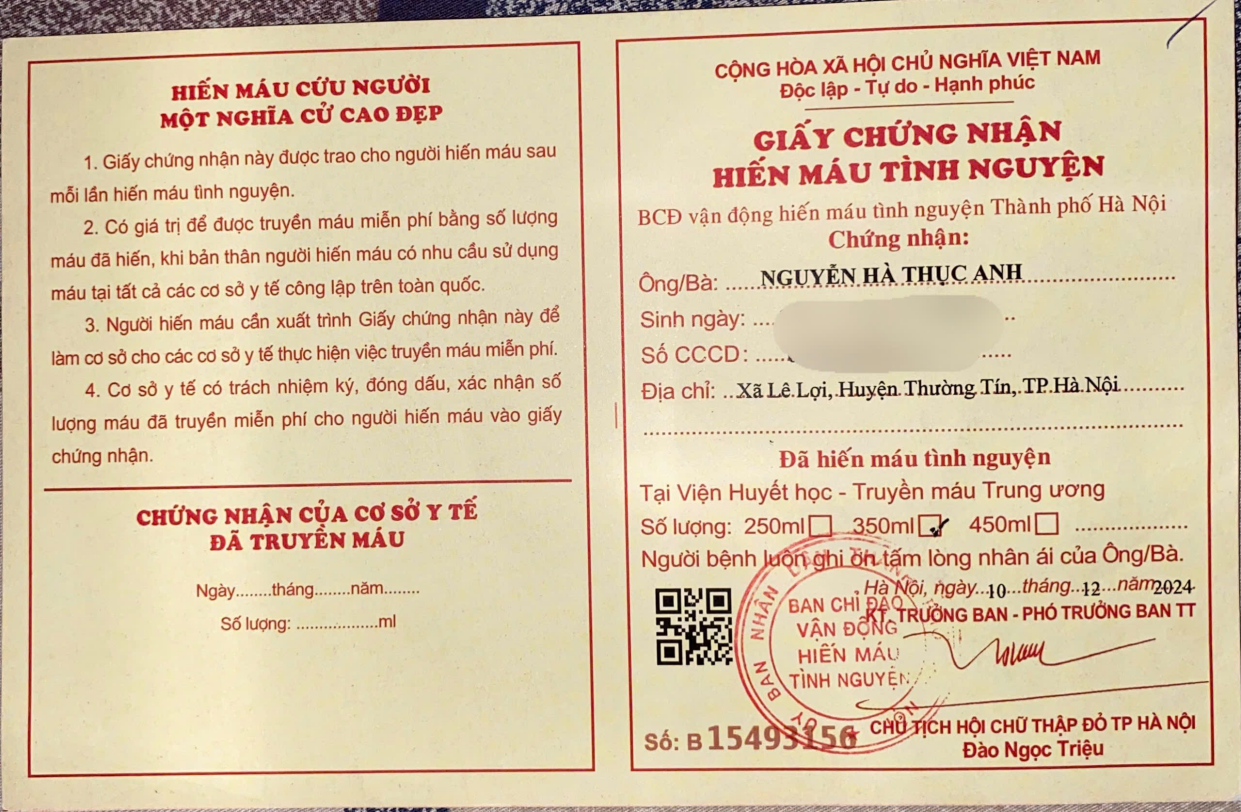 HIẾN MÁU CỨU NGƯỜI
MỘT NGHĨA CỬ CAO ĐẸP
1. Giấy chứng nhận này được trao cho người hiến máu sau
mỗi lần hiến máu tình nguyện.
2. Có giá trị để được truyền máu miễn phí bằng số lượng
máu đã hiến, khi bản thân người hiến máu có nhu cầu sử dụng
máu tại tất cả các cơ sở y tế công lập trên toàn quốc.
3. Người hiến máu cần xuất trình Giấy chứng nhận này để
làm cơ sở cho các cơ sở y tế thực hiện việc truyền máu miễn phí.
4. Cơ sở y tế có trách nhiệm ký, đóng dấu, xác nhận số
lượng máu đã truyền miễn phí cho người hiến máu vào giấy
chứng nhận.
CHỨNG NHẬN CỦA CƠ SỞ Y TẾ
ĐÃ TRUYỀN MÁU
Ngày........tháng........năm........
Số lượng: ..................ml
CỘNG HÒA XÃ HỘI CHỦ NGHĨA VIỆT NAM
Độc lập - Tự do - Hạnh phúc
GIẤY CHỨNG NHẬN
HIẾN MÁU TÌNH NGUYỆN
BCĐ vận động hiến máu tình nguyện Thành phố Hà Nội
Chứng nhận:
Ông/Bà: NGUYỄN HÀ THỤC ANH
Sinh ngày:
Số CCCD:
Địa chỉ: Xã Lê Lợi, Huyện Thường Tín, TP.Hà Nội
Đã hiến máu tình nguyện
Tại Viện Huyết học - Truyền máu Trung ương
Số lượng: 250ml 350ml 450ml
Người bệnh luôn ghi ơn tấm lòng nhân ái của Ông/Bà.
Hà Nội, ngày 10 tháng 12 năm 2024
KT. TRƯỞNG BAN - PHÓ TRƯỞNG BAN TT
BAN CHỈ ĐẠO
VẬN ĐỘNG
HIẾN MÁU
TÌNH NGUYỆN
ỦY BAN NHÂN DÂN
CHỦ TỊCH HỘI CHỮ THẬP ĐỎ TP HÀ NỘI
Đào Ngọc Triệu
Số: B 15493156